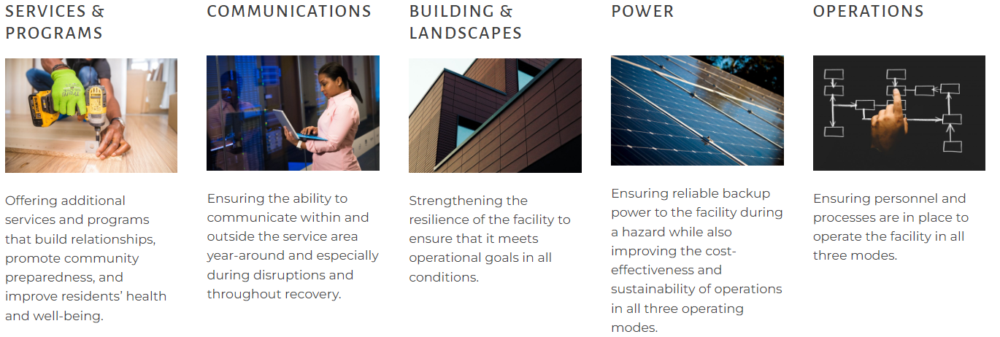 SERVICES &
PROGRAMS
Offering additional
services and programs
that build relationships,
promote community
preparedness, and
improve residents' health
and well-being.
COMMUNICATIONS
Ensuring the ability to
communicate within and
outside the service area
year-around and especially
during disruptions and
throughout recovery.
BUILDING &
LANDSCAPES
Strengthening the
resilience of the facility to
ensure that it meets
operational goals in all
conditions.
POWER
Ensuring reliable backup
power to the facility during
a hazard while also
improving the cost-
effectiveness and
sustainability of operations
in all three operating
modes.
OPERATIONS
Ensuring personnel and
processes are in place to
operate the facility in all
three modes.